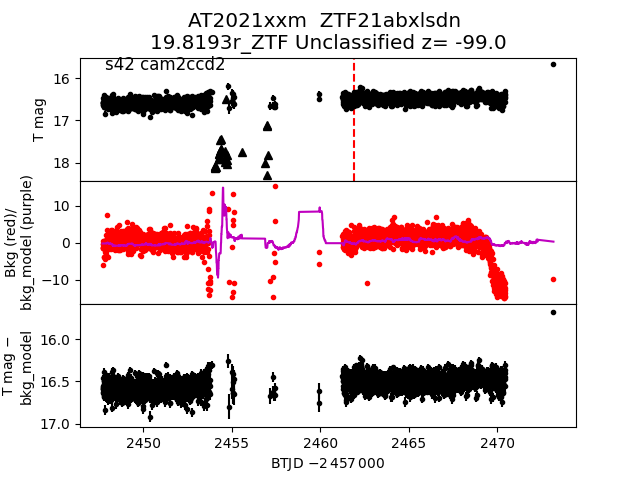 AT2021xxm  ZTF21abxlsdn
19.8193r_ZTF Unclassified z= -99.0
s42 cam2ccd2
16
17
18
T mag
10
0
−10
Bkg (red)/
bkg_model (purple)
16.0
16.5
17.0
T mag −
bkg_model
2450
2455
2460
2465
2470
BTJD −2 457 000